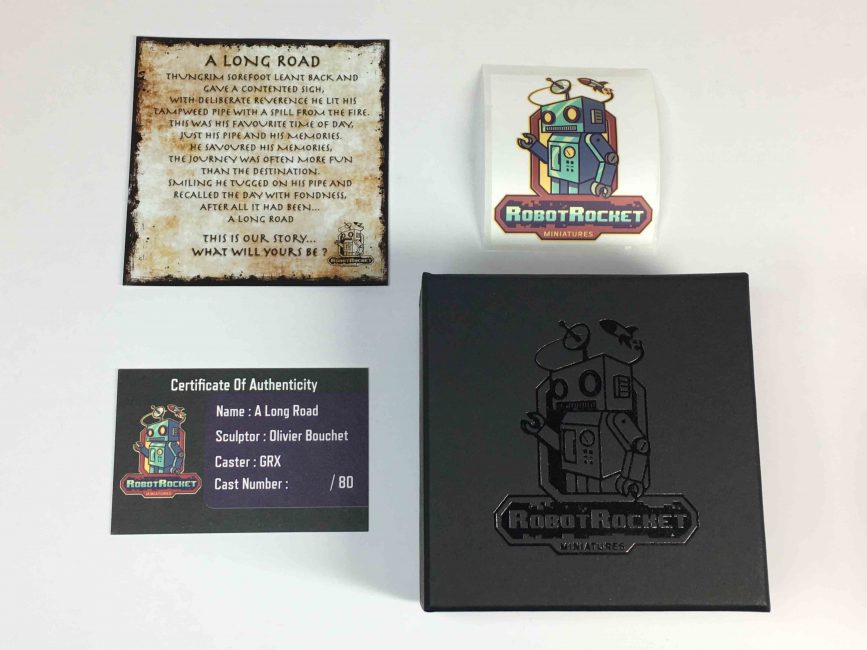 A LONG ROAD
THUNGRIM SOREFOOT LEANT BACK AND
GAVE A CONTENTED SIGH,
WITH DELIBERATE REVERENCE HE LIT HIS
TAMPWEED PIPE WITH A SPILL FROM THE FIRE.
THIS WAS HIS FAVOURITE TIME OF DAY,
JUST HIS PIPE AND HIS MEMORIES.
HE SAVOURED HIS MEMORIES,
THE JOURNEY WAS OFTEN MORE FUN
THAN THE DESTINATION.
SMILING HE TUGGED ON HIS PIPE AND
RECALLED THE DAY WITH FONDNESS,
AFTER ALL IT HAD BEEN...
A LONG ROAD
THIS IS OUR STORY...
WHAT WILL YOURS BE ?
ROBOTROCKET
ROBOTROCKET
MINIATURES
Certificate Of Authenticity
Name : A Long Road
Sculptor : Olivier Bouchet
Caster : GRX
Cast Number : / 80
ROBOTROCKET
MINIATURES
ROBOTROCKET
MINIATURES